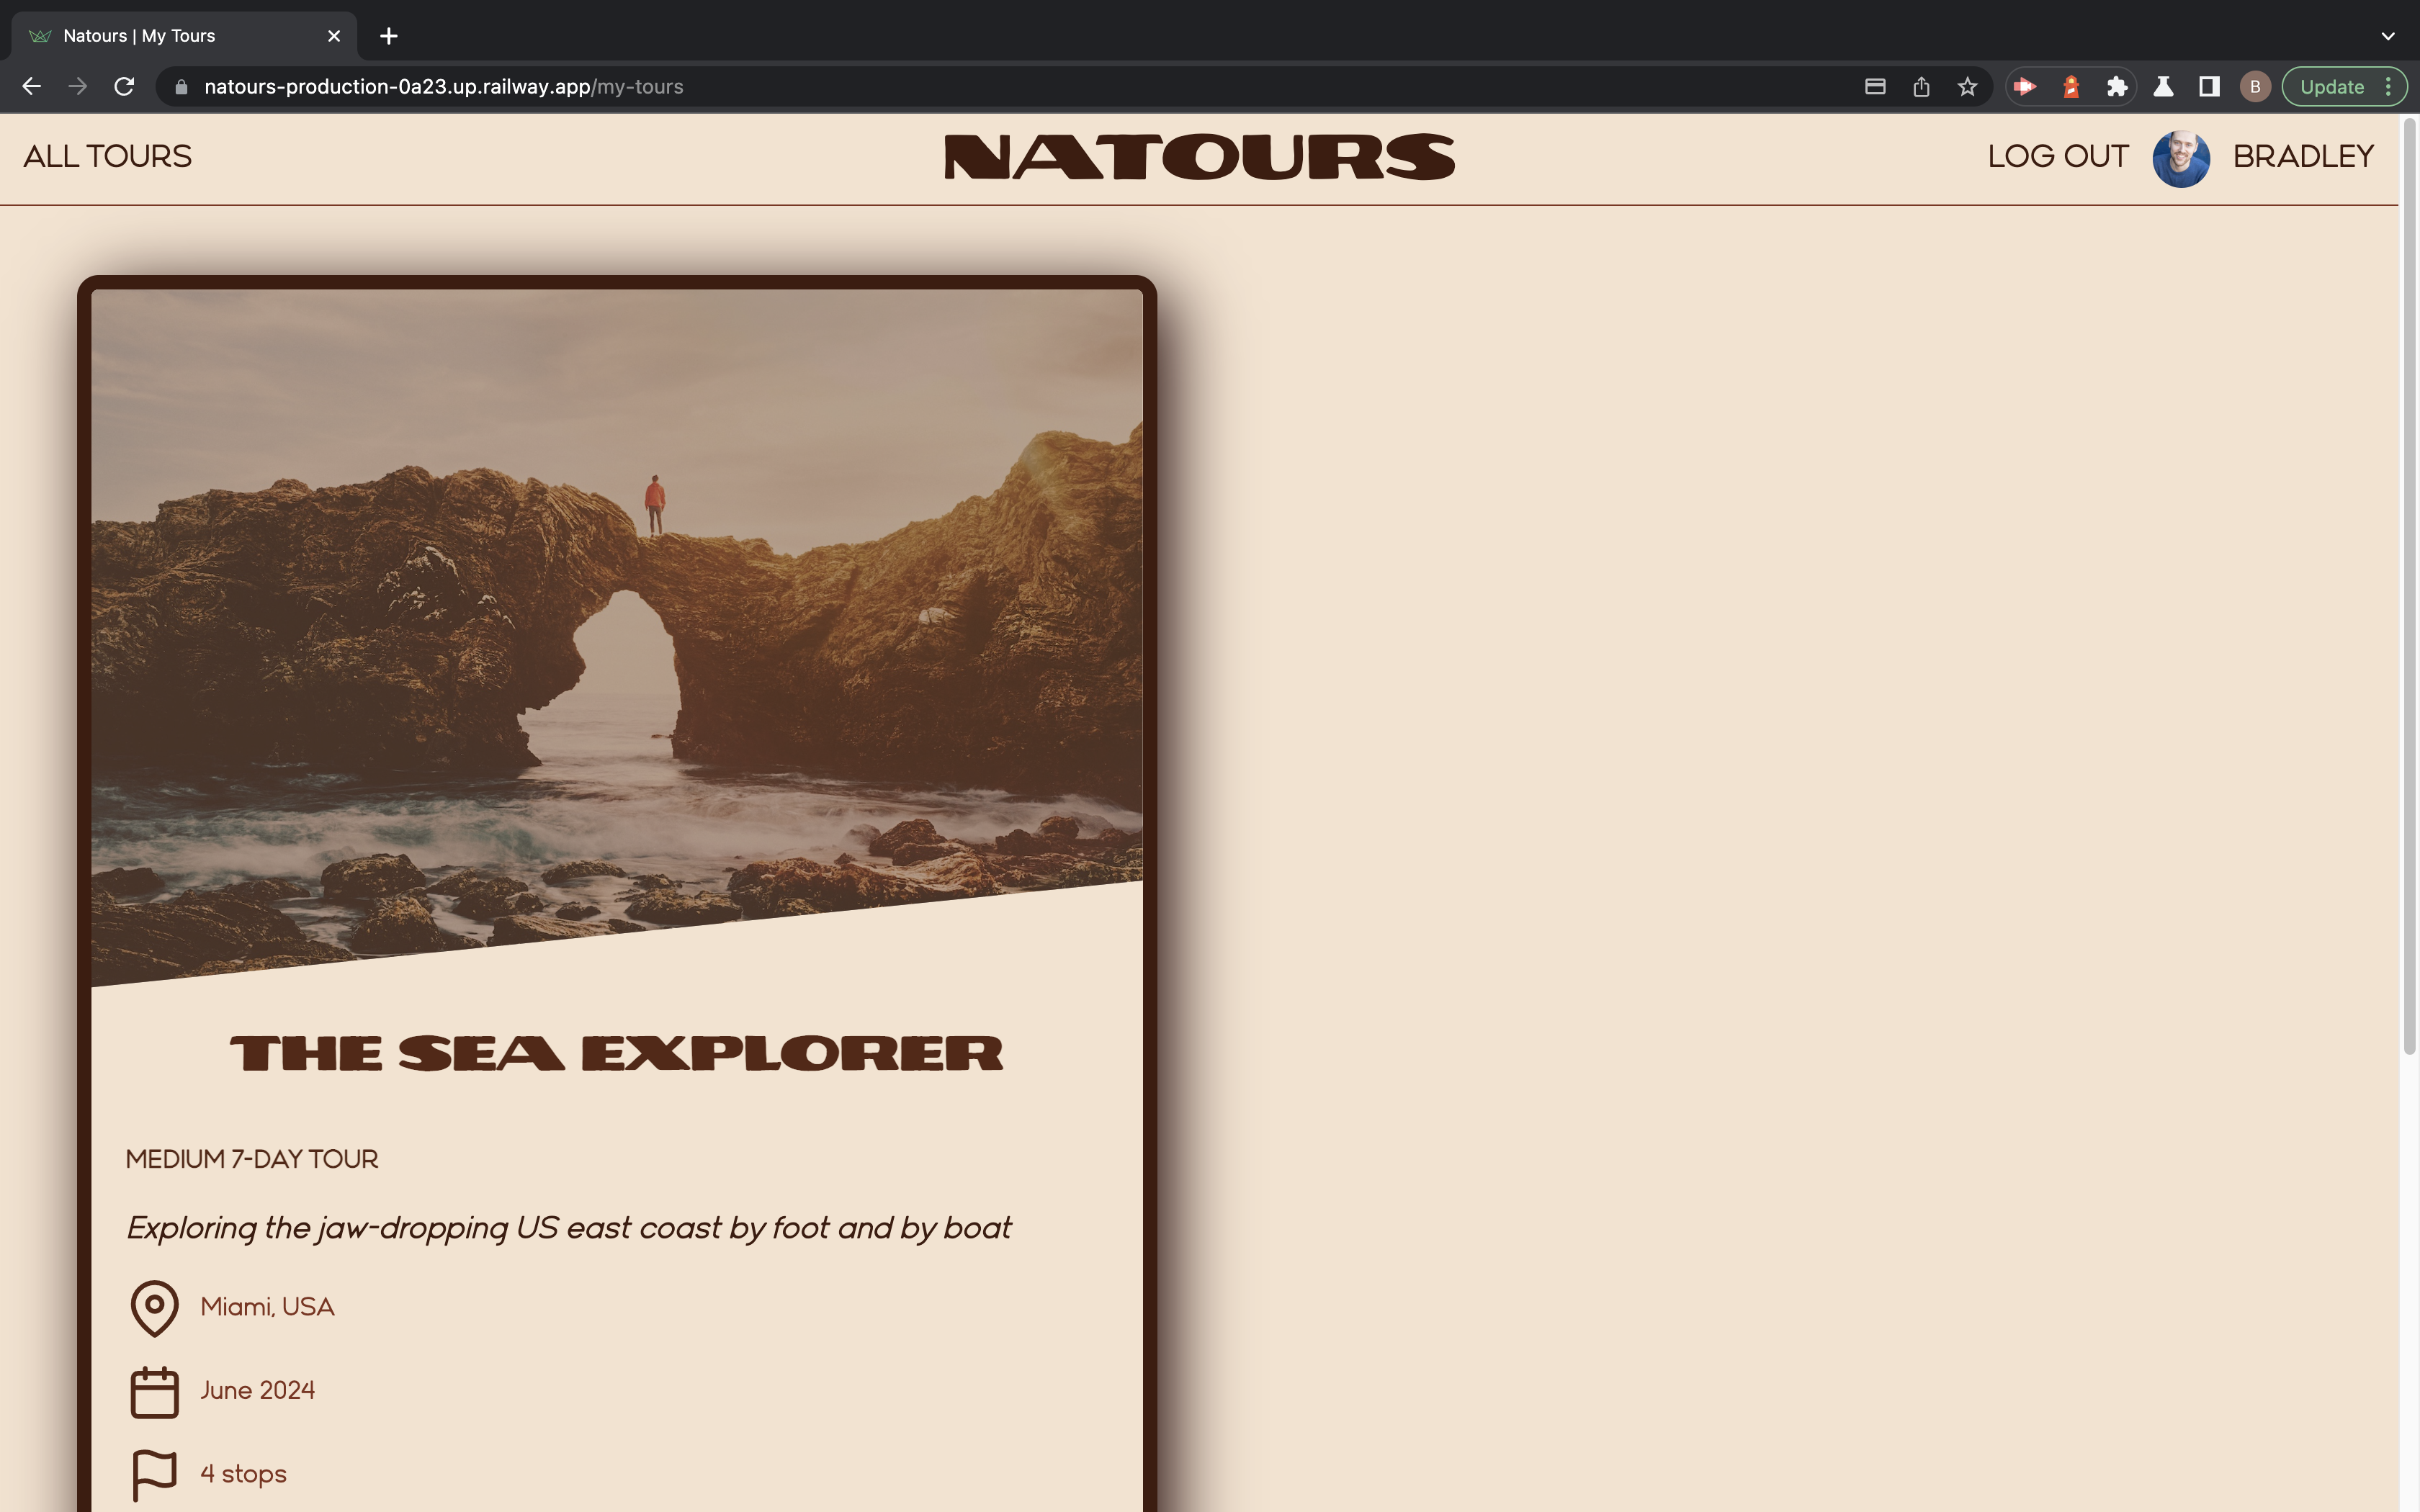 Natours | My Tours
natours-production-0a23.up.railway.app/my-tours
B
Update
ALL TOURS
NATOURS
LOG OUT
BRADLEY
THE SEA EXPLORER
MEDIUM 7-DAY TOUR
Exploring the jaw-dropping US east coast by foot and by boat
Miami, USA
June 2024
4 stops